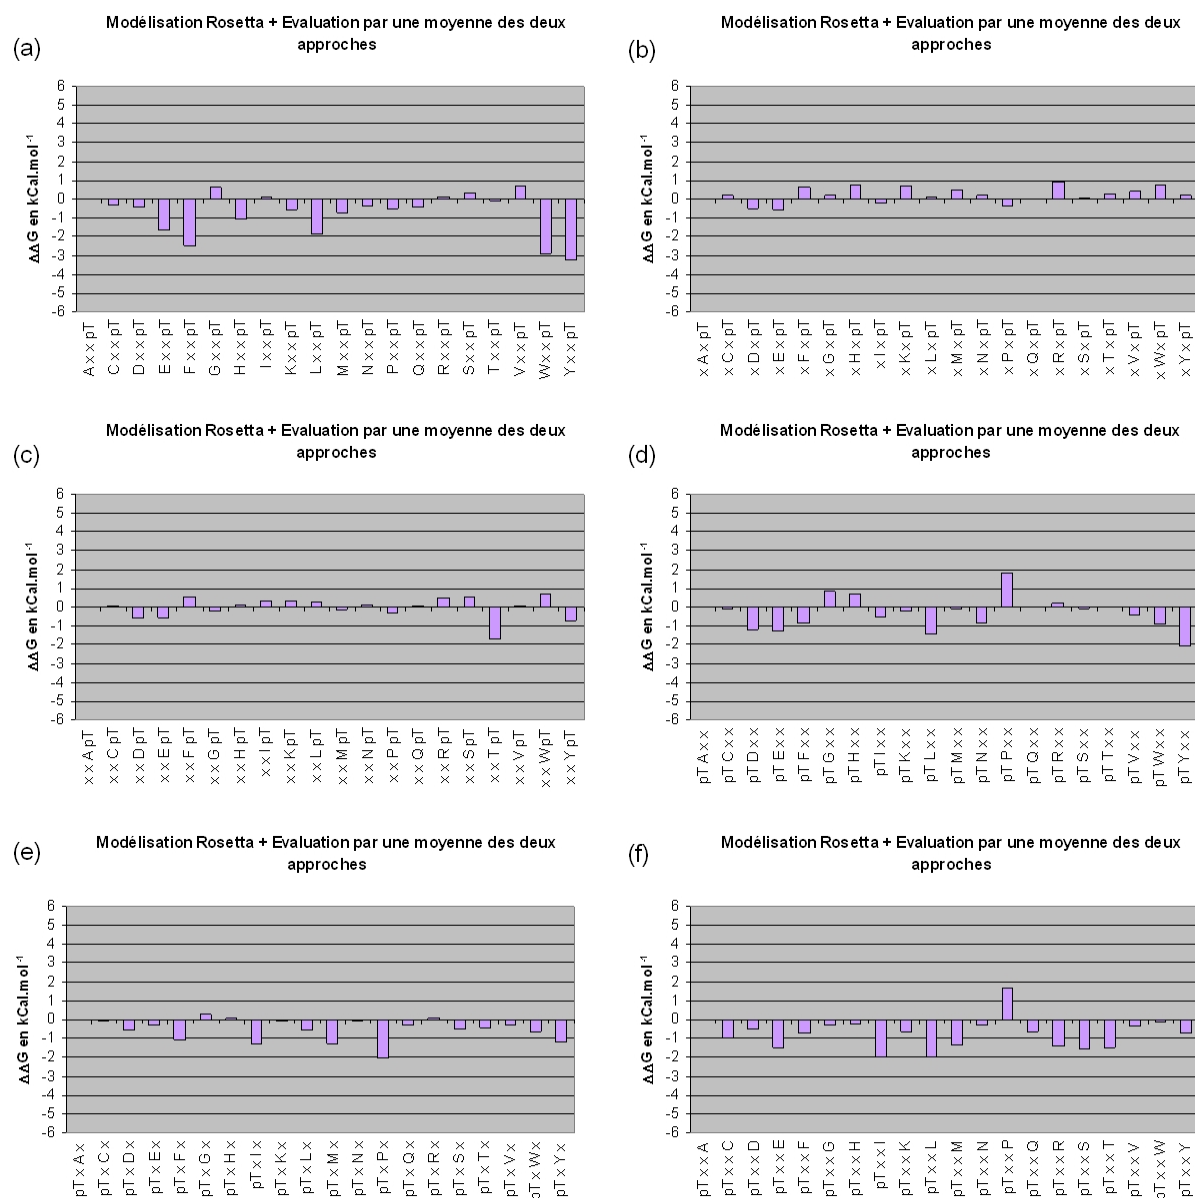 (a)
Modélisation Rosetta + Evaluation par une moyenne des deux
approches
ΔΔG en kCal.mol⁻¹
6
5
4
3
2
1
0
-1
-2
-3
-4
-5
-6
AxxpT
CxxpT
DxxpT
ExxpT
FxxpT
GxxpT
HxxpT
IxxpT
KxxpT
LxxpT
MxxpT
NxxpT
PxxpT
QxxpT
RxxpT
SxxpT
TxxpT
VxxpT
WxxpT
YxxpT
(b)
Modélisation Rosetta + Evaluation par une moyenne des deux
approches
ΔΔG en kCal.mol⁻¹
6
5
4
3
2
1
0
-1
-2
-3
-4
-5
-6
xAxpT
xCxpT
xDxpT
xExpT
xFxpT
xGxpT
xHxpT
xIxpT
xKxpT
xLxpT
xMxpT
xNxpT
xPxpT
xQxpT
xRxpT
xSxpT
xTxpT
xVxpT
xWxpT
xYxpT
(c)
Modélisation Rosetta + Evaluation par une moyenne des deux
approches
ΔΔG en kCal.mol⁻¹
6
5
4
3
2
1
0
-1
-2
-3
-4
-5
-6
xxApT
xxCpT
xxDpT
xxEpT
xxFpT
xxGpT
xxHpT
xxIpT
xxKpT
xxLpT
xxMpT
xxNpT
xxPpT
xxQpT
xxRpT
xxSpT
xxTpT
xxVpT
xxWpT
xxYpT
(d)
Modélisation Rosetta + Evaluation par une moyenne des deux
approches
ΔΔG en kCal.mol⁻¹
6
5
4
3
2
1
0
-1
-2
-3
-4
-5
-6
pTAxx
pTCxx
pTDxx
pTExx
pTFxx
pTGxx
pTHxx
pTIxx
pTKxx
pTLxx
pTMxx
pTNxx
pTPxx
pTQxx
pTRxx
pTSxx
pTTxx
pTVxx
pTWxx
pTYxx
(e)
Modélisation Rosetta + Evaluation par une moyenne des deux
approches
ΔΔG en kCal.mol⁻¹
6
5
4
3
2
1
0
-1
-2
-3
-4
-5
-6
pTxAx
pTxCx
pTxDx
pTxEx
pTxFx
pTxGx
pTxHx
pTxIx
pTxKx
pTxLx
pTxMx
pTxNx
pTxPx
pTxQx
pTxRx
pTxSx
pTxTx
pTxVx
pTxWx
pTxYx
(f)
Modélisation Rosetta + Evaluation par une moyenne des deux
approches
ΔΔG en kCal.mol⁻¹
6
5
4
3
2
1
0
-1
-2
-3
-4
-5
-6
pTxxA
pTxxC
pTxxD
pTxxE
pTxxF
pTxxG
pTxxH
pTxxI
pTxxK
pTxxL
pTxxM
pTxxN
pTxxP
pTxxQ
pTxxR
pTxxS
pTxxT
pTxxV
pTxxW
pTxxY